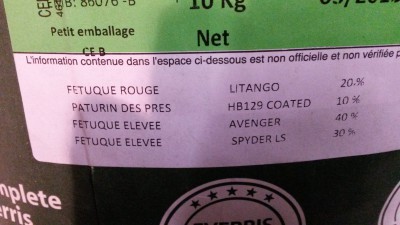 B: 86076 -B
10 Kg
Petit emballage
CE B
Net
L'information contenue dans l'espace ci-dessous est non officielle et non vérifiée
FETUQUE ROUGE LITANGO 20.%
PATURIN DES PRES HB129 COATED 10 %
FETUQUE ELEVEE AVENGER 40 %
FETUQUE ELEVEE SPYDER LS 30 %